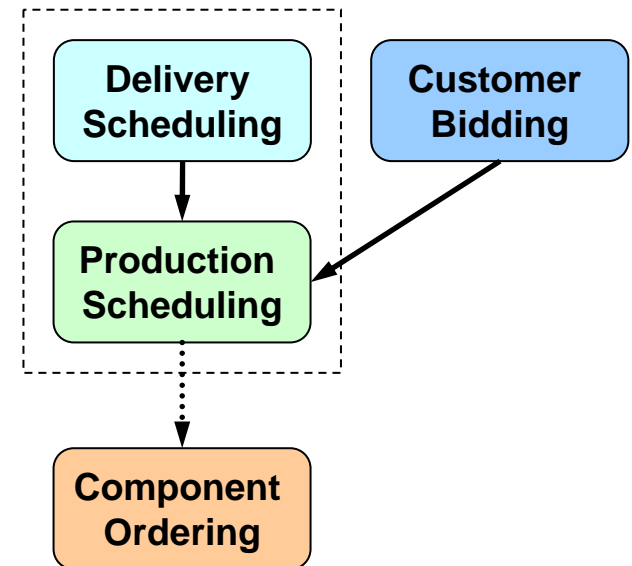 Delivery
Scheduling
Customer
Bidding
Production
Scheduling
Component
Ordering